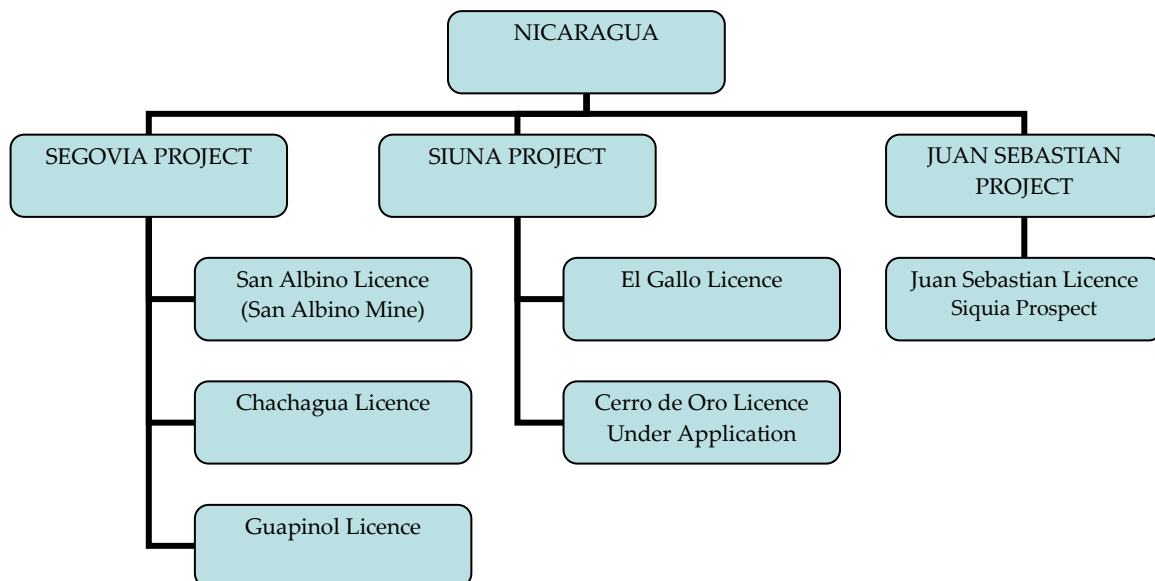 NICARAGUA
SEGOVIA PROJECT
SIUNA PROJECT
JUAN SEBASTIAN
PROJECT
San Albino Licence
(San Albino Mine)
El Gallo Licence
Juan Sebastian Licence
Siquia Prospect
Chachagua Licence
Cerro de Oro Licence
Under Application
Guapinol Licence